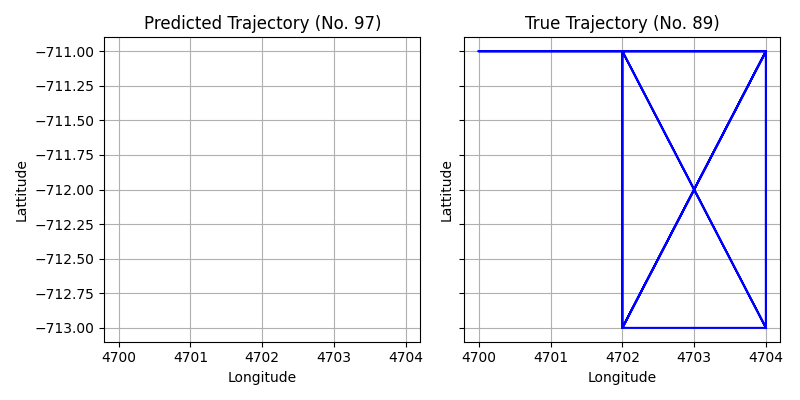 Predicted Trajectory (No. 97)
True Trajectory (No. 89)
−711.00
−711.25
−711.50
−711.75
−712.00
−712.25
−712.50
−712.75
−713.00
Lattitude
Lattitude
4700 4701 4702 4703 4704
4700 4701 4702 4703 4704
Longitude
Longitude